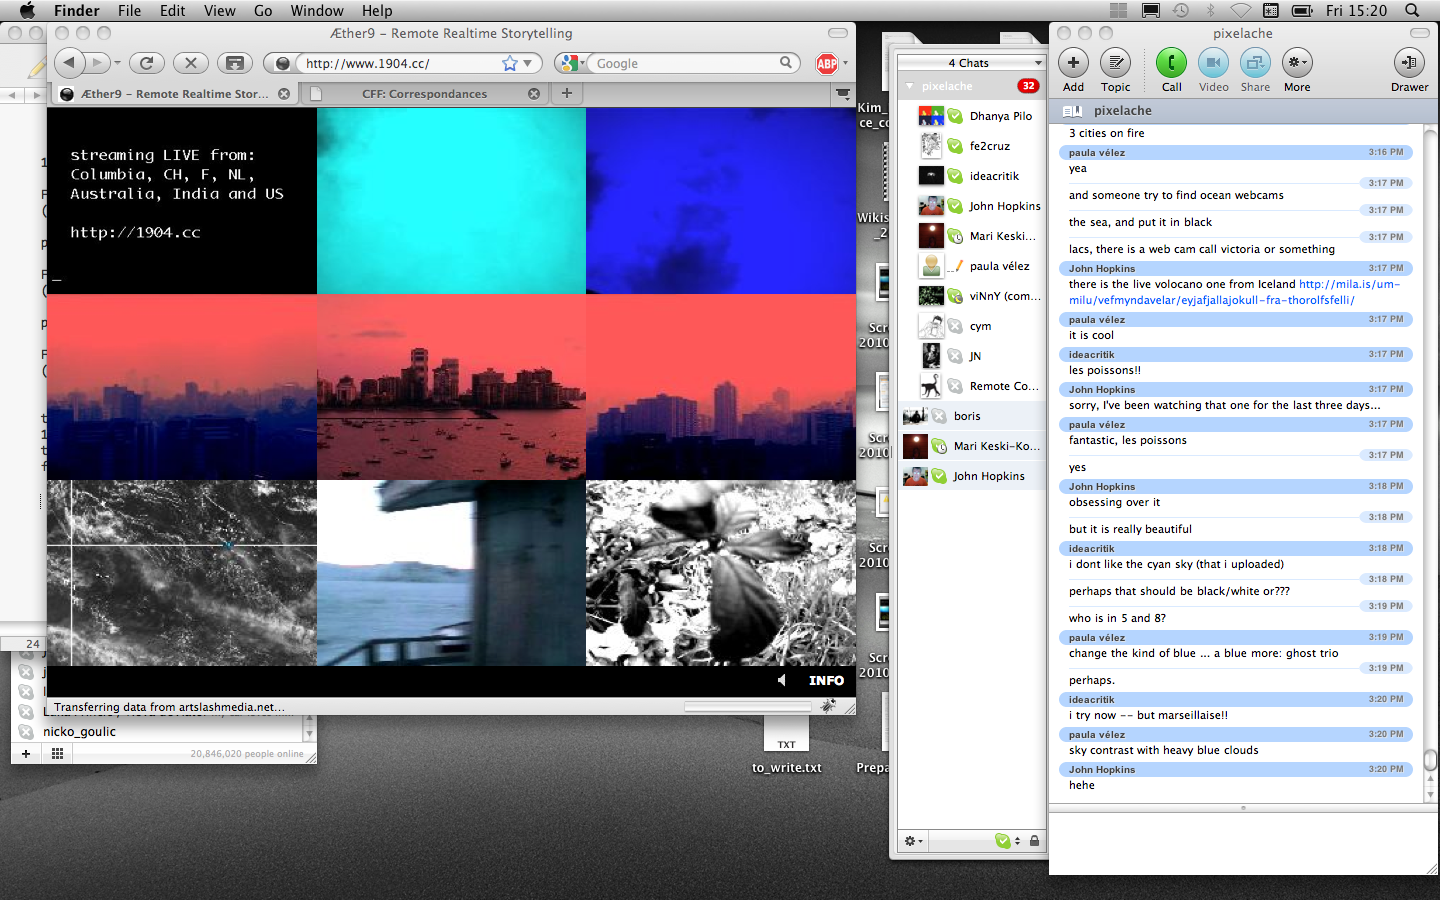 Finder File Edit View Go Window Help
Fri 15:20
Æther9 - Remote Realtime Storytelling
http://www.1904.cc/
Google
ABP
Æther9 - Remote Realtime Stor...
CFF: Correspondances
streaming LIVE from:
Columbia, CH, F, NL,
Australia, India and US
http://1904.cc
_
INFO
Transferring data from artslashmedia.net...
24
nicko_goulic
20,846,020 people online
TXT
to_write.txt
Prepa
Kim_
ce_co
Wikis
_2
Scr
2010
Sc
2010
Sc
2010
Sc
2010
4 Chats
pixelache
32
Dhanya Pilo
fe2cruz
ideacritik
John Hopkins
Mari Keski...
paula vélez
viNnY (com...
cym
JN
Remote Co...
boris
Mari Keski-Ko...
John Hopkins
pixelache
Add
Topic
Call
Video
Share
More
Drawer
pixelache
3 cities on fire
paula vélez 3:16 PM
yea
3:17 PM
and someone try to find ocean webcams
3:17 PM
the sea, and put it in black
3:17 PM
lacs, there is a web cam call victoria or something
John Hopkins 3:17 PM
there is the live volocano one from Iceland http://mila.is/um-
milu/vefmyndavelar/eyjafjallajokull-fra-thorolfsfelli/
paula vélez 3:17 PM
it is cool
ideacritik 3:17 PM
les poissons!!
John Hopkins 3:17 PM
sorry, I've been watching that one for the last three days...
paula vélez 3:17 PM
fantastic, les poissons
3:17 PM
yes
John Hopkins 3:18 PM
obsessing over it
3:18 PM
but it is really beautiful
ideacritik 3:18 PM
i dont like the cyan sky (that i uploaded)
3:18 PM
perhaps that should be black/white or???
3:19 PM
who is in 5 and 8?
paula vélez 3:19 PM
change the kind of blue ... a blue more: ghost trio
3:19 PM
perhaps.
ideacritik 3:20 PM
i try now -- but marseillaise!!
paula vélez 3:20 PM
sky contrast with heavy blue clouds
John Hopkins 3:20 PM
hehe